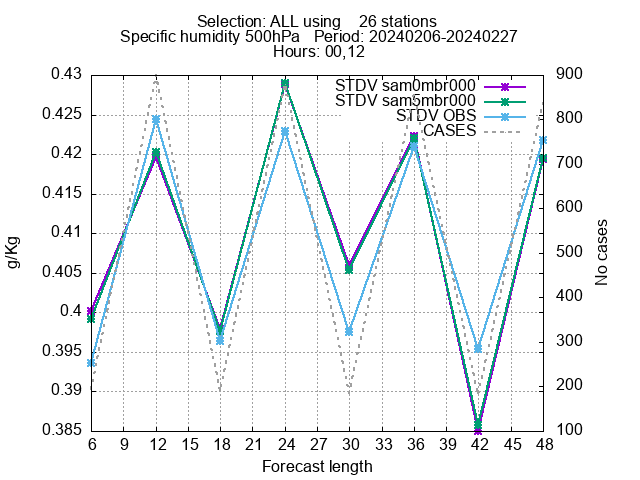 Selection: ALL using    26 stations
Specific humidity 500hPa   Period: 20240206-20240227
Hours: 00,12
STDV sam0mbr000
STDV sam5mbr000
STDV OBS
CASES
0.43
0.425
0.42
0.415
0.41
0.405
0.4
0.395
0.39
0.385
g/Kg
900
800
700
600
500
400
300
200
100
No cases
6 9 12 15 18 21 24 27 30 33 36 39 42 45 48
Forecast length